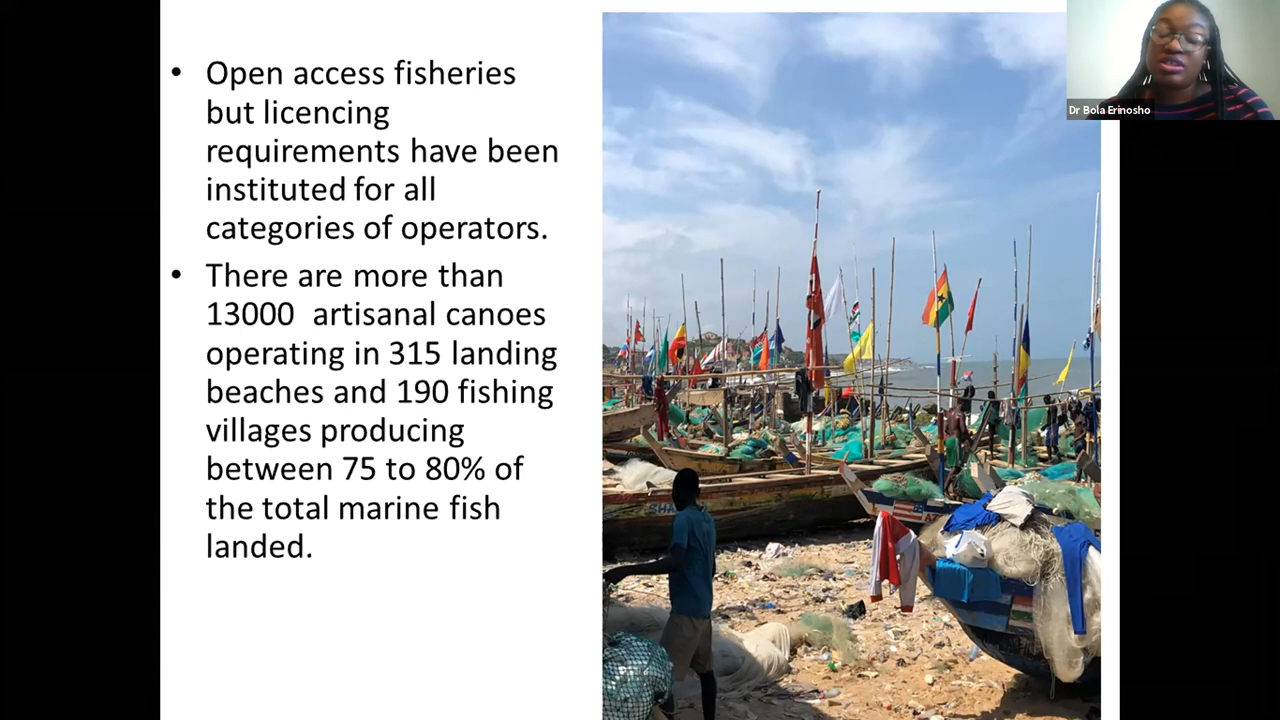 • Open access fisheries
but licencing
requirements have been
instituted for all
categories of operators.
• There are more than
13000  artisanal canoes
operating in 315 landing
beaches and 190 fishing
villages producing
between 75 to 80% of
the total marine fish
landed.
Dr Bola Erinosho